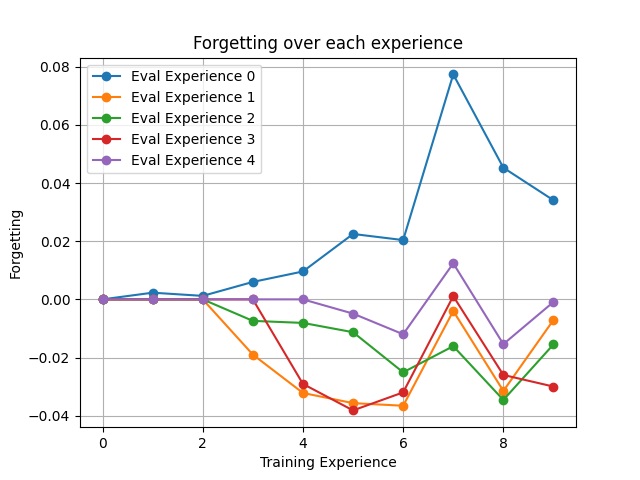 Forgetting over each experience
Eval Experience 0
Eval Experience 1
Eval Experience 2
Eval Experience 3
Eval Experience 4
0.08
0.06
0.04
0.02
0.00
−0.02
−0.04
Forgetting
0 2 4 6 8
Training Experience